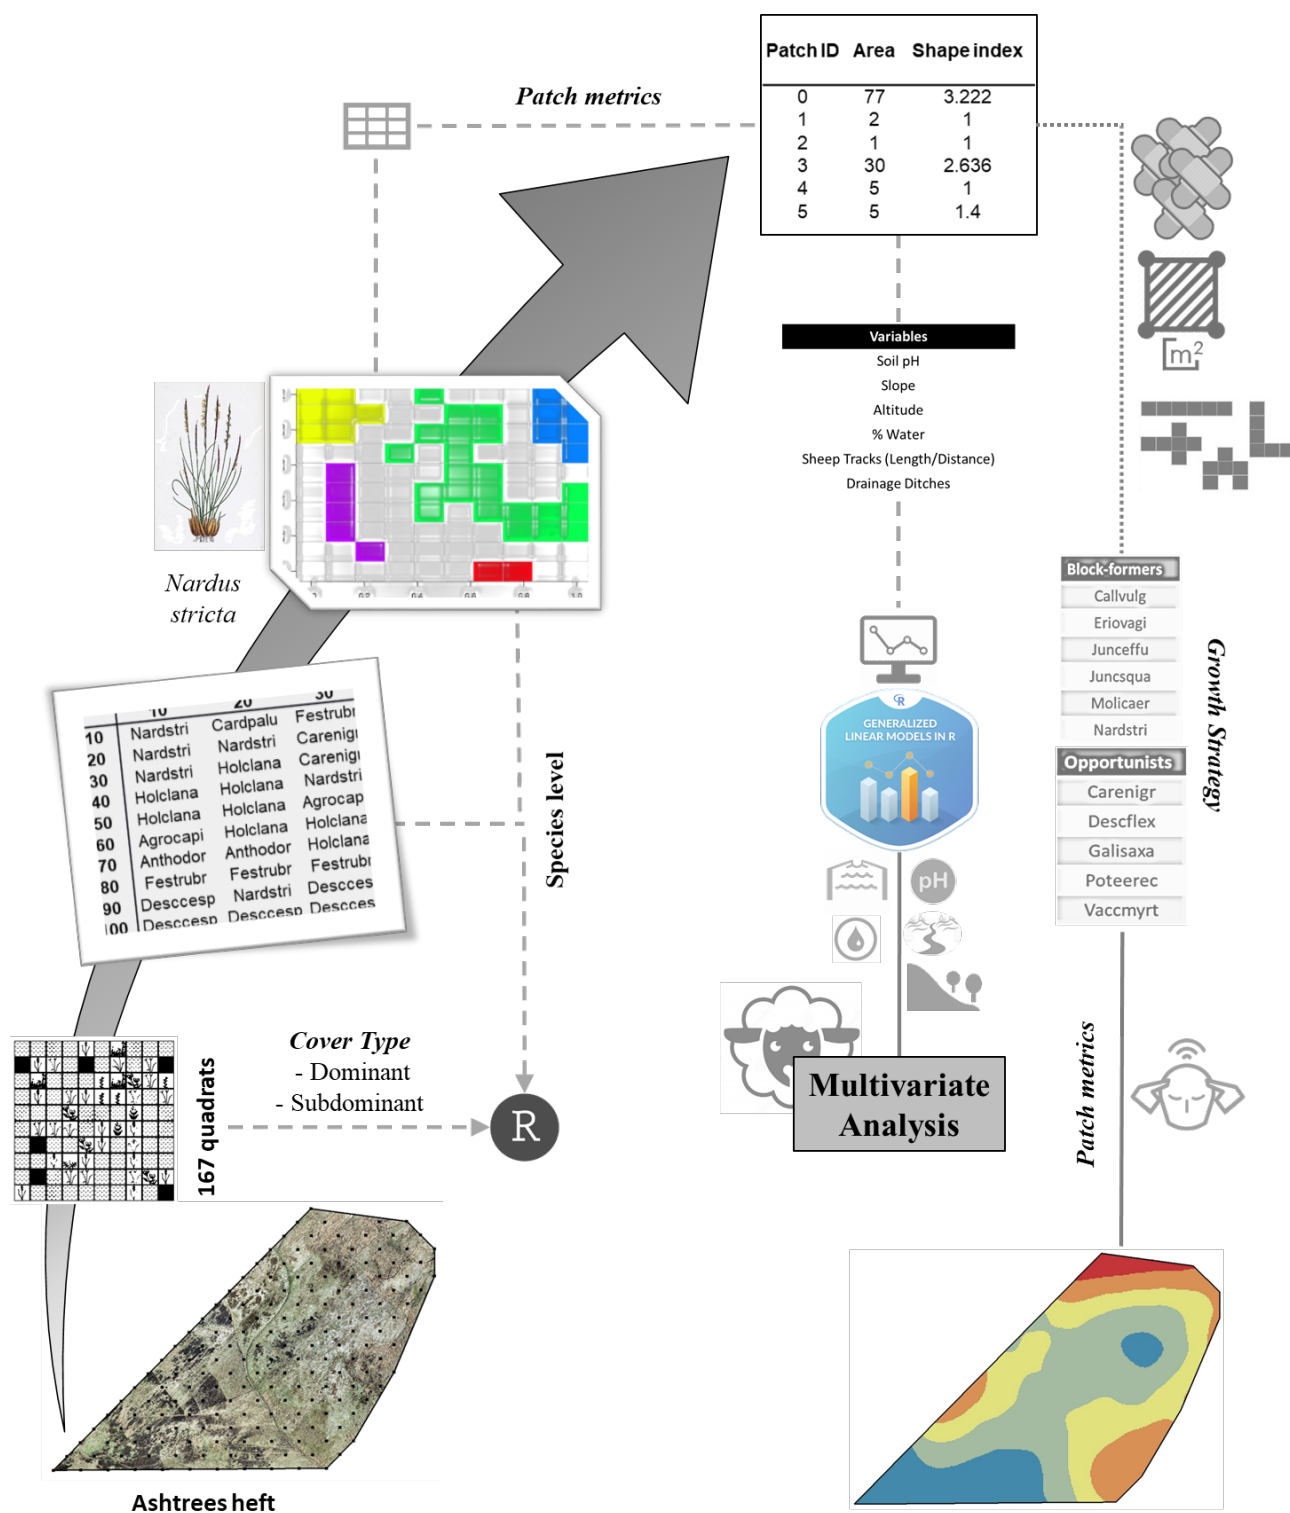 Patch metrics
Patch ID Area Shape index
0 77 3.222
1 2 1
2 1 1
3 30 2.636
4 5 1
5 5 1.4
m²
Variables
Soil pH
Slope
Altitude
% Water
Sheep Tracks (Length/Distance)
Drainage Ditches
Nardus
stricta
10 20 30
10 Nardstri Cardpalu Festrubr
20 Nardstri Nardstri Carenigr
30 Nardstri Holclana Carenigr
40 Holclana Holclana Nardstri
50 Holclana Holclana Agrocap
60 Agrocapi Holclana Holclana
70 Anthodor Anthodor Holclana
80 Festrubr Festrubr Festrubr
90 Desccesp Nardstri Desccesp
100 Desccesp Desccesp Desccesp
Species level
R
GENERALIZED
LINEAR MODELS IN R
pH
Block-formers
Callvulg
Eriovagi
Junceffu
Juncsqua
Molicaer
Nardstri
Opportunists
Carenigr
Descflex
Galisaxa
Poteerec
Vaccmyrt
Growth Strategy
Cover Type
- Dominant
- Subdominant
R
167 quadrats
Multivariate
Analysis
Patch metrics
Ashtrees heft